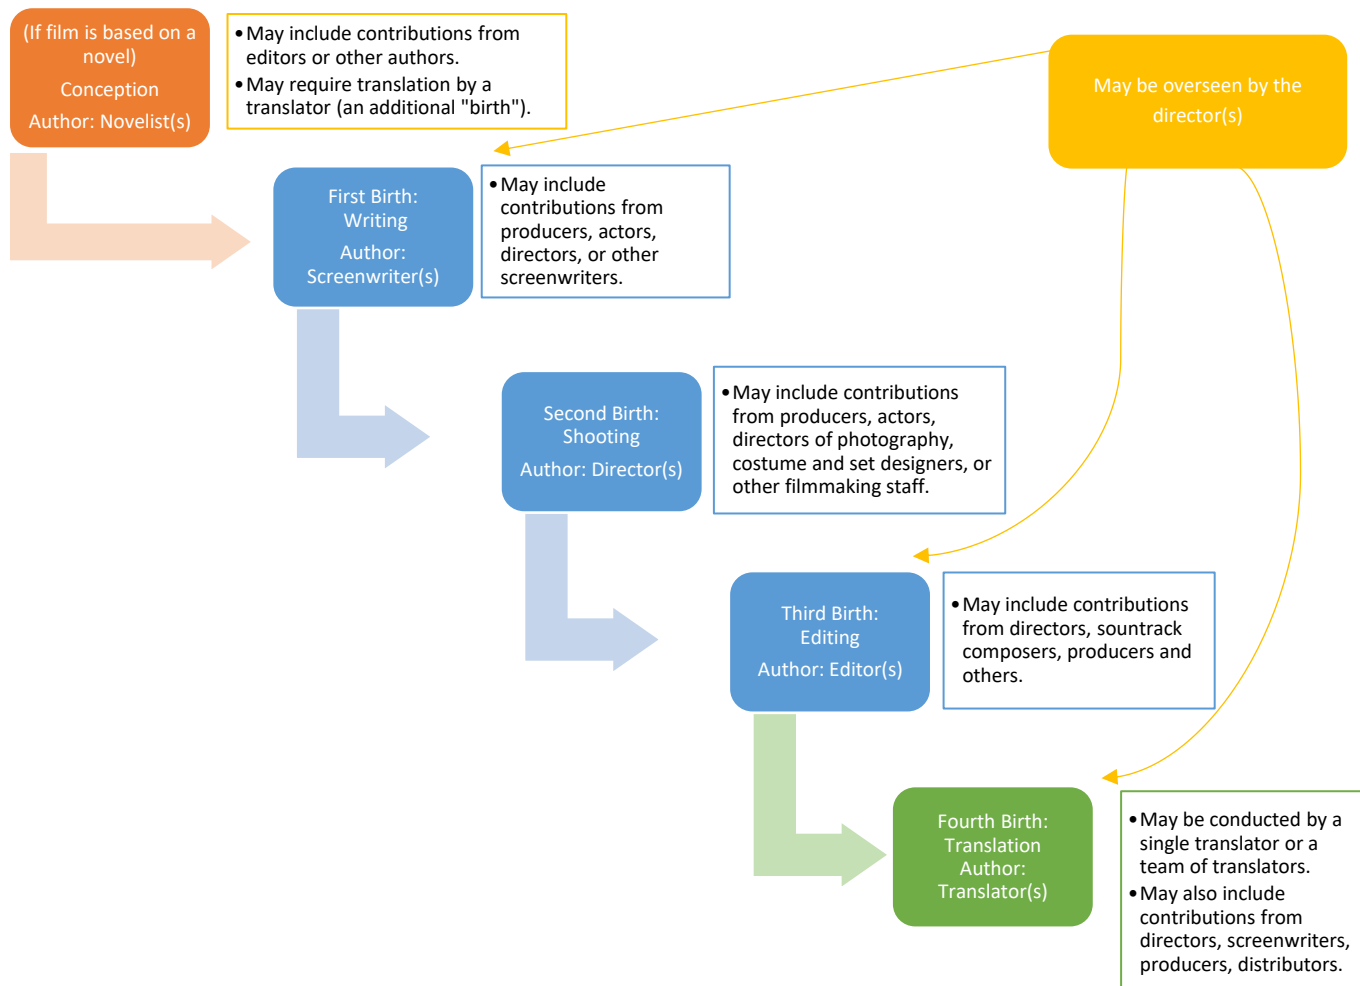 (If film is based on a
novel)
Conception
Author: Novelist(s)
•May include contributions from
editors or other authors.
•May require translation by a
translator (an additional "birth").
May be overseen by the
director(s)
First Birth:
Writing
Author:
Screenwriter(s)
•May include
contributions from
producers, actors,
directors, or other
screenwriters.
Second Birth:
Shooting
Author: Director(s)
•May include contributions
from producers, actors,
directors of photography,
costume and set designers, or
other filmmaking staff.
Third Birth:
Editing
Author: Editor(s)
•May include contributions
from directors, sountrack
composers, producers and
others.
Fourth Birth:
Translation
Author:
Translator(s)
•May be conducted by a
single translator or a
team of translators.
•May also include
contributions from
directors, screenwriters,
producers, distributors.